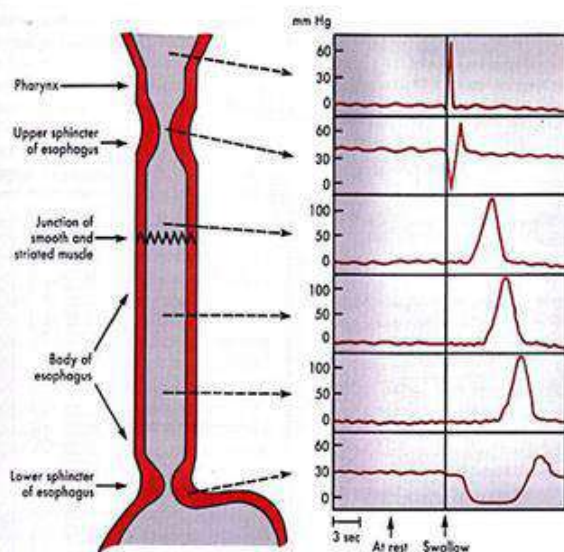 mm Hg
Pharynx
Upper sphincter
of esophagus
Junction of
smooth and
striated muscle
Body of
esophagus
Lower sphincter
of esophagus
60
30
0
60
30
0
100
50
0
100
50
0
100
50
0
60
30
0
3 sec
At rest
Swallow